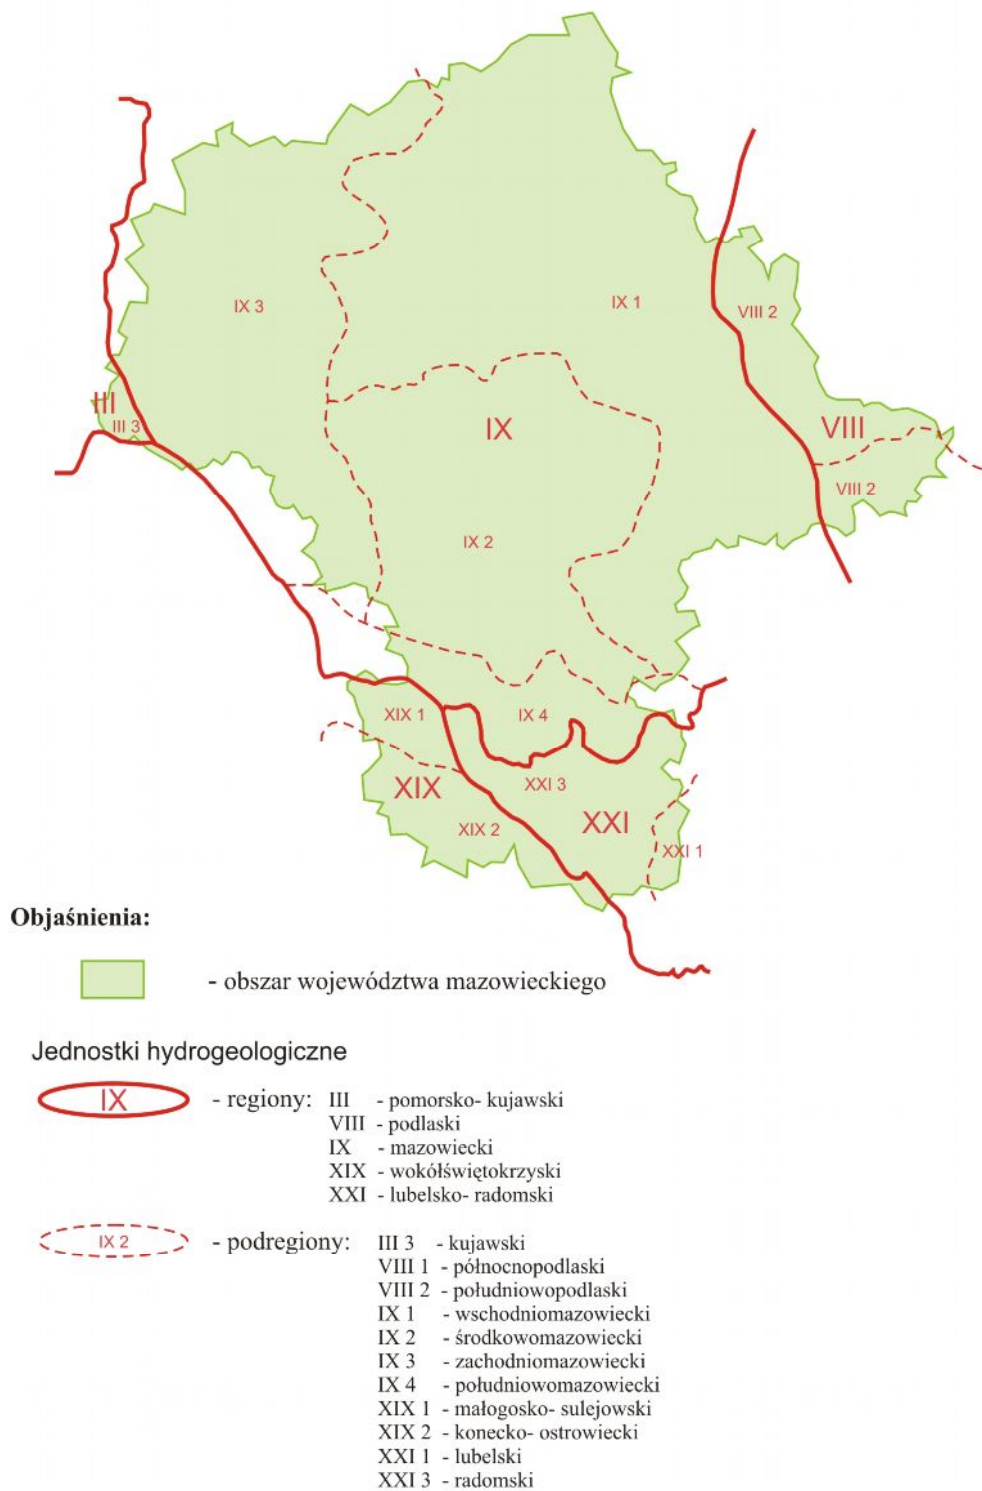 IX 3
IX 1
VIII 2
III
III 3
IX
VIII
VIII 2
IX 2
XIX 1
IX 4
XIX
XXI 3
XXI
XIX 2
XXI 1
Objaśnienia:
- obszar województwa mazowieckiego
Jednostki hydrogeologiczne
IX - regiony: III - pomorsko- kujawski
VIII - podlaski
IX - mazowiecki
XIX - wokółświętokrzyski
XXI - lubelsko- radomski
IX 2 - podregiony: III 3 - kujawski
VIII 1 - północnopodlaski
VIII 2 - południowopodlaski
IX 1 - wschodniomazowiecki
IX 2 - środkowomazowiecki
IX 3 - zachodniomazowiecki
IX 4 - południowomazowiecki
XIX 1 - małogosko- sulejowski
XIX 2 - konecko- ostrowiecki
XXI 1 - lubelski
XXI 3 - radomski